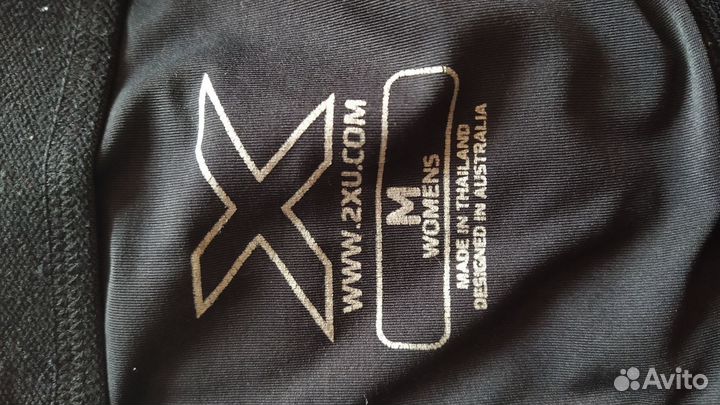 X
WWW.2XU.COM
M
WOMENS
MADE IN THAILAND
DESIGNED IN AUSTRALIA
Avito